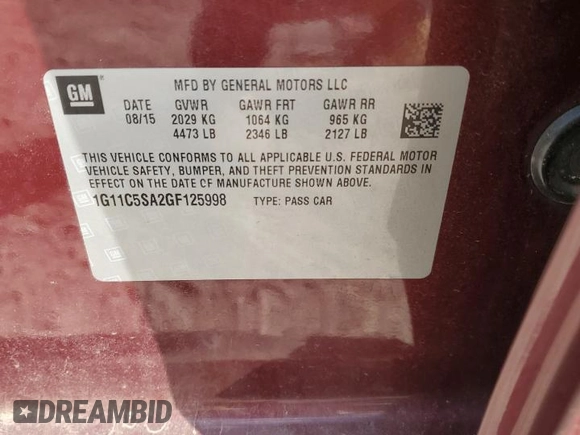 GM
MFD BY GENERAL MOTORS LLC
DATE GVWR GAWR FRT GAWR RR
08/15 2029 KG 1064 KG 965 KG
4473 LB 2346 LB 2127 LB
THIS VEHICLE CONFORMS TO ALL APPLICABLE U.S. FEDERAL MOTOR
VEHICLE SAFETY, BUMPER, AND THEFT PREVENTION STANDARDS IN
EFFECT ON THE DATE OF MANUFACTURE SHOWN ABOVE.
1G11C5SA2GF125998 TYPE: PASS CAR
DREAMBID